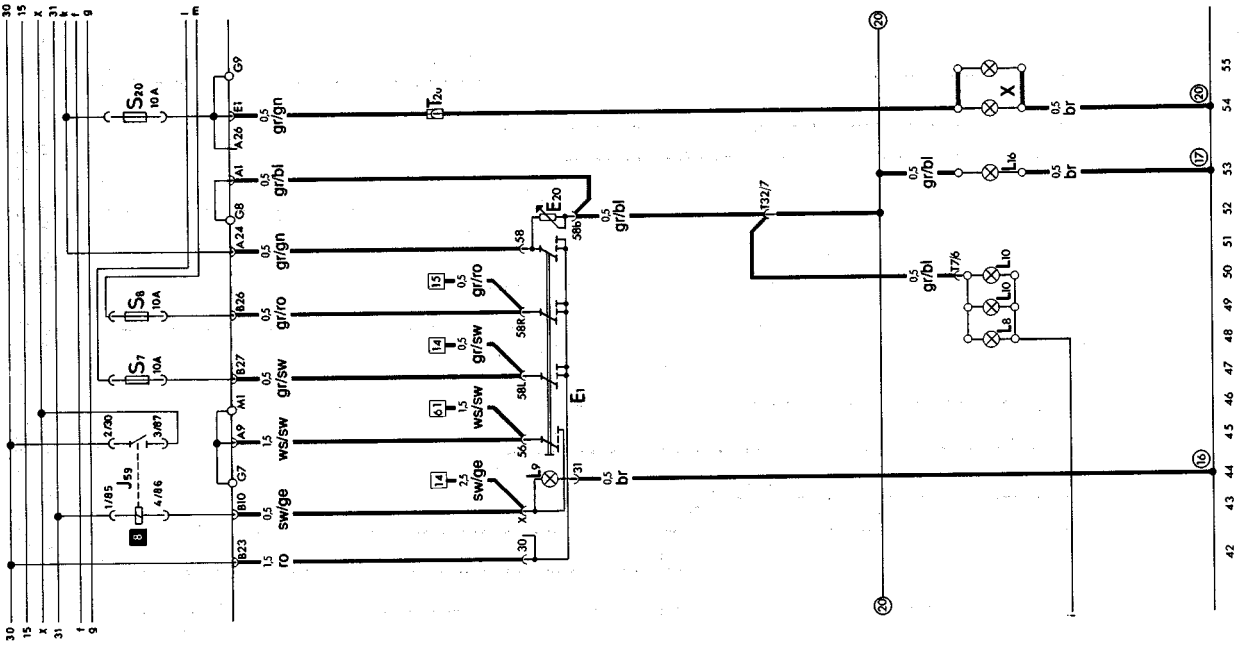 30
15
X
31
k
f
g
l
m
30
15
X
31
f
g
S20
10A
S8
10A
S7
10A
2/30
3/87
J59
1/85
4/86
8
G9
E1
A26
A1
G8
A24
B26
B27
M1
A9
G7
B10
B23
0,5
gr/gn
0,5
gr/bl
0,5
gr/gn
0,5
gr/ro
0,5
gr/sw
1,5
ws/sw
0,5
sw/ge
1,5
ro
T2u
15
0,5
gr/ro
14
0,5
gr/sw
61
1,5
ws/sw
14
2,5
sw/ge
58
58R
58L
56
X
30
E20
58b
E1
L9
31
0,5
br
0,5
gr/bl
T32/7
20
20
0,5
gr/bl
T7/6
0,5
gr/bl
L16
0,5
br
X
0,5
br
L10
L10
L8
i
20
17
16
55
54
53
52
51
50
49
48
47
46
45
44
43
42